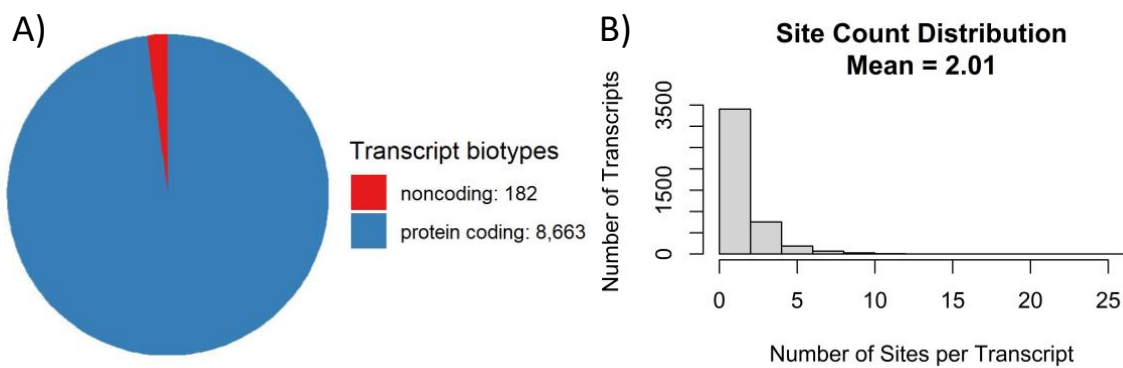 A)
Transcript biotypes
noncoding: 182
protein coding: 8,663
B)
Site Count Distribution
Mean = 2.01
Number of Transcripts
3500
1500
0
0 5 10 15 20 25
Number of Sites per Transcript